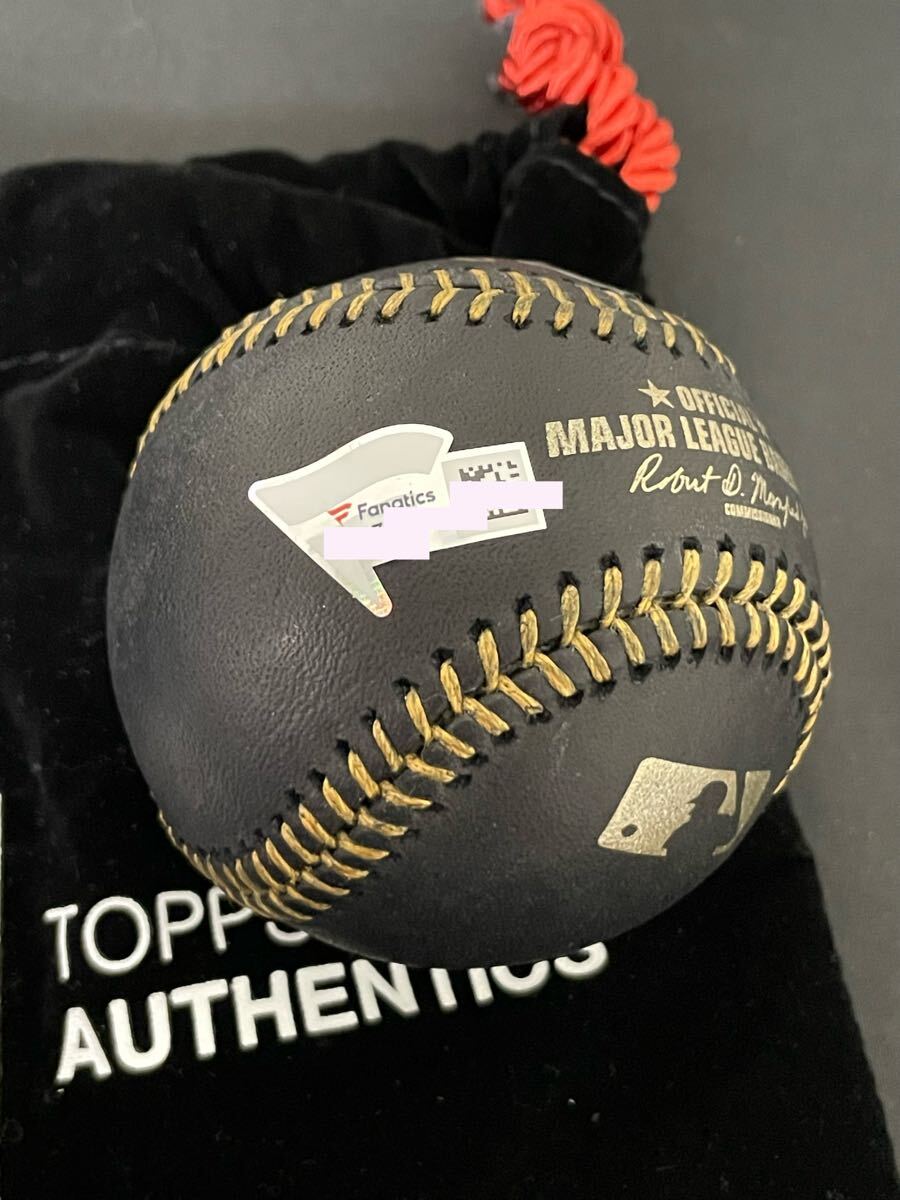 ★ OFFICIAL
MAJOR LEAGUE
Robert D. Manfred
COMMISSIONER
Fanatics
TOPPS
AUTHENTICS